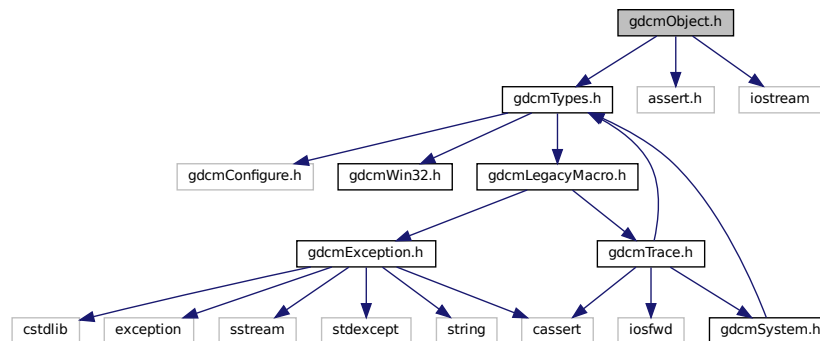 gdcmObject.h
gdcmTypes.h
assert.h
iostream
gdcmConfigure.h
gdcmWin32.h
gdcmLegacyMacro.h
gdcmException.h
gdcmTrace.h
cstdlib
exception
sstream
stdexcept
string
cassert
iosfwd
gdcmSystem.h